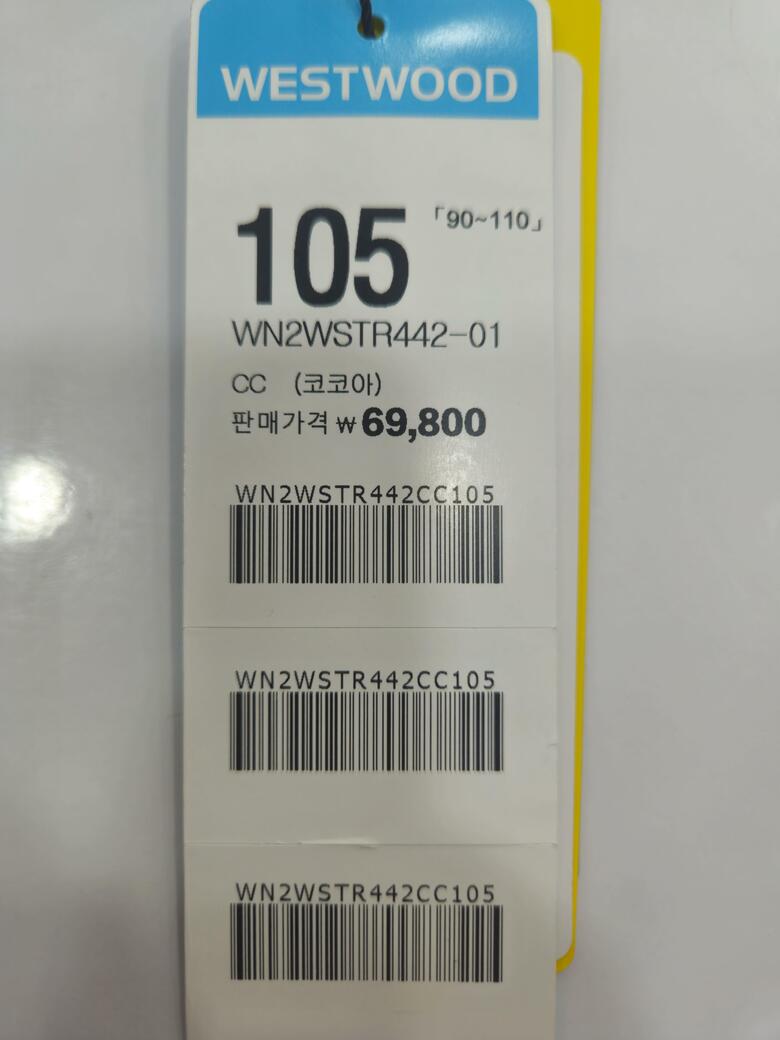 WESTWOOD
105 「90~110」
WN2WSTR442-01
CC (코코아)
판매가격 ₩ 69,800
WN2WSTR442CC105
WN2WSTR442CC105
WN2WSTR442CC105